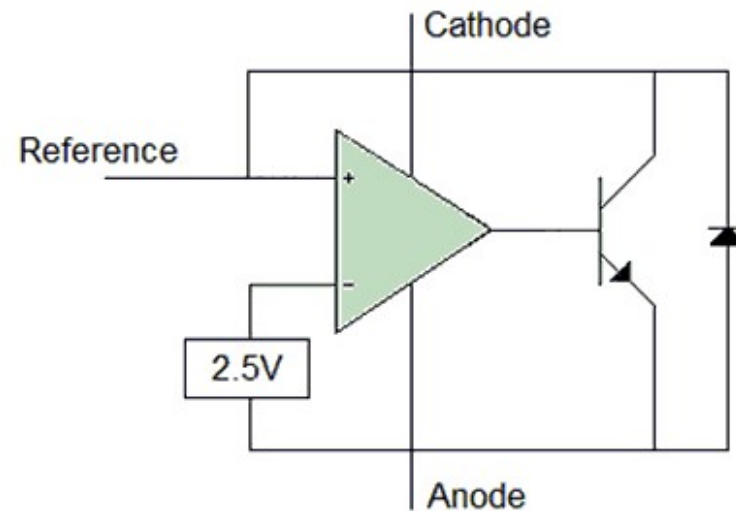 Cathode
Reference
+
−
2.5V
Anode